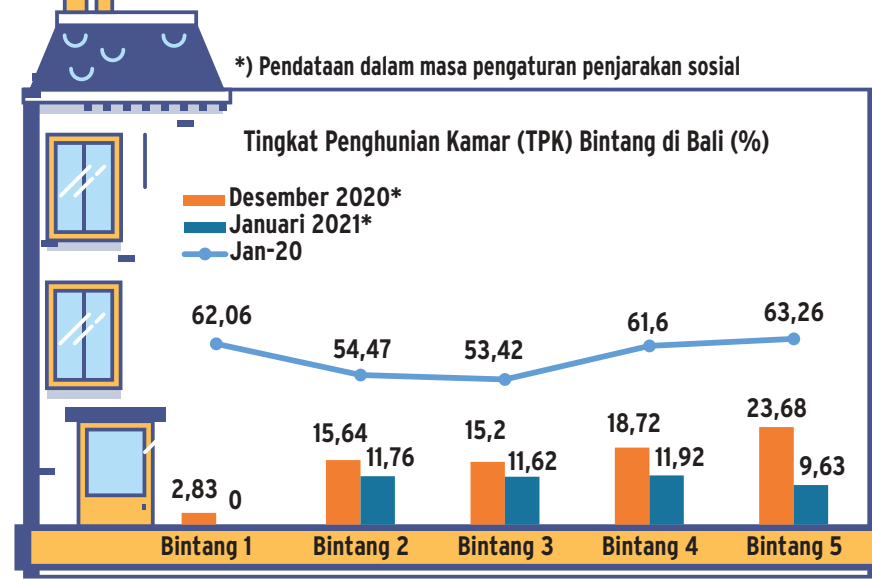 *) Pendataan dalam masa pengaturan penjarakan sosial
Tingkat Penghunian Kamar (TPK) Bintang di Bali (%)
Desember 2020*
Januari 2021*
Jan-20
62,06
54,47
53,42
61,6
63,26
2,83
0
15,64
11,76
15,2
11,62
18,72
11,92
23,68
9,63
Bintang 1
Bintang 2
Bintang 3
Bintang 4
Bintang 5